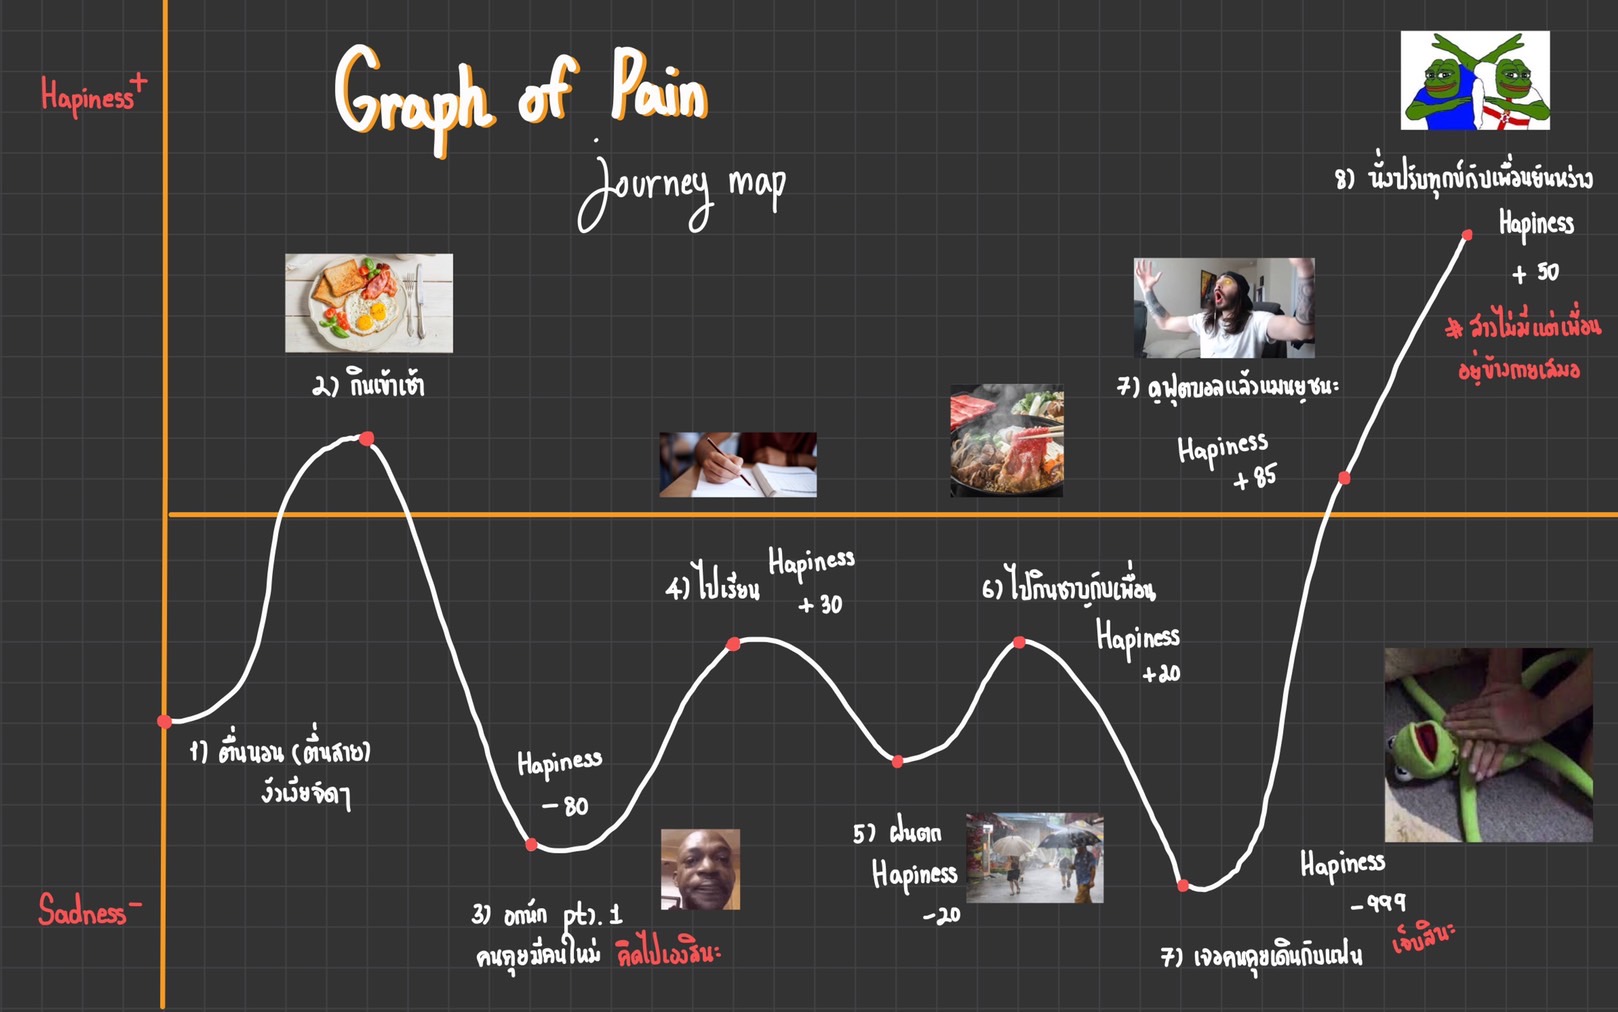 Graph of Pain
journey map
Hapiness+
Sadness-
1) ตื่นนอน (ตื่นสาย)
งัวเงียจัดๆ
2) กินข้าเช้า
Hapiness
- 80
3) อกหัก pt). 1
คนคุยมีคนใหม่ คิดไปเองสินะ
4) ไปเรียน
Hapiness
+ 30
5) ฝนตก
Hapiness
-20
6) ไปกินชาบูกับเพื่อน
Hapiness
+20
7) เจอคนคุยเดินกับแฟน
Hapiness
-999
เจ็บสินะ
7) ดูฟุตบอลแล้วแมนยูชนะ
Hapiness
+ 85
8) นั่งปรับทุกข์กับเพื่อนยันหว่าง
Hapiness
+ 50
# สาวไม่มีแต่เพื่อน
อยู่ข้างกายเสมอ